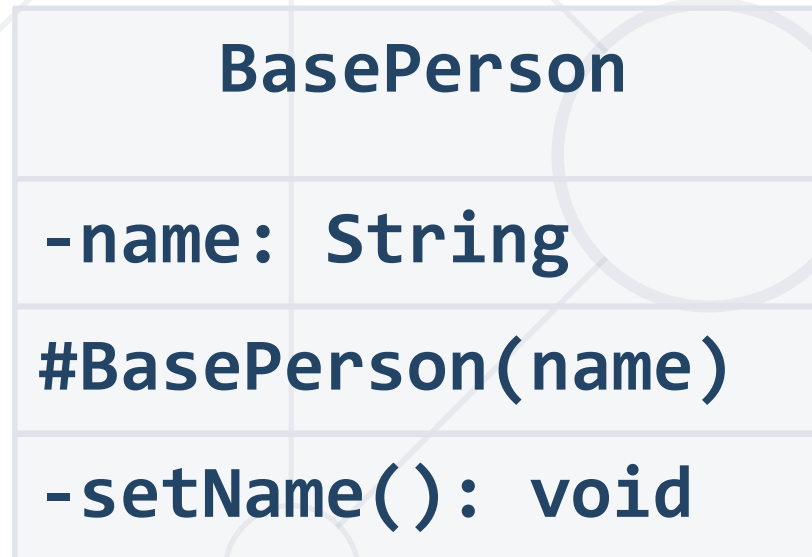 BasePerson
-name: String
#BasePerson(name)
-setName(): void